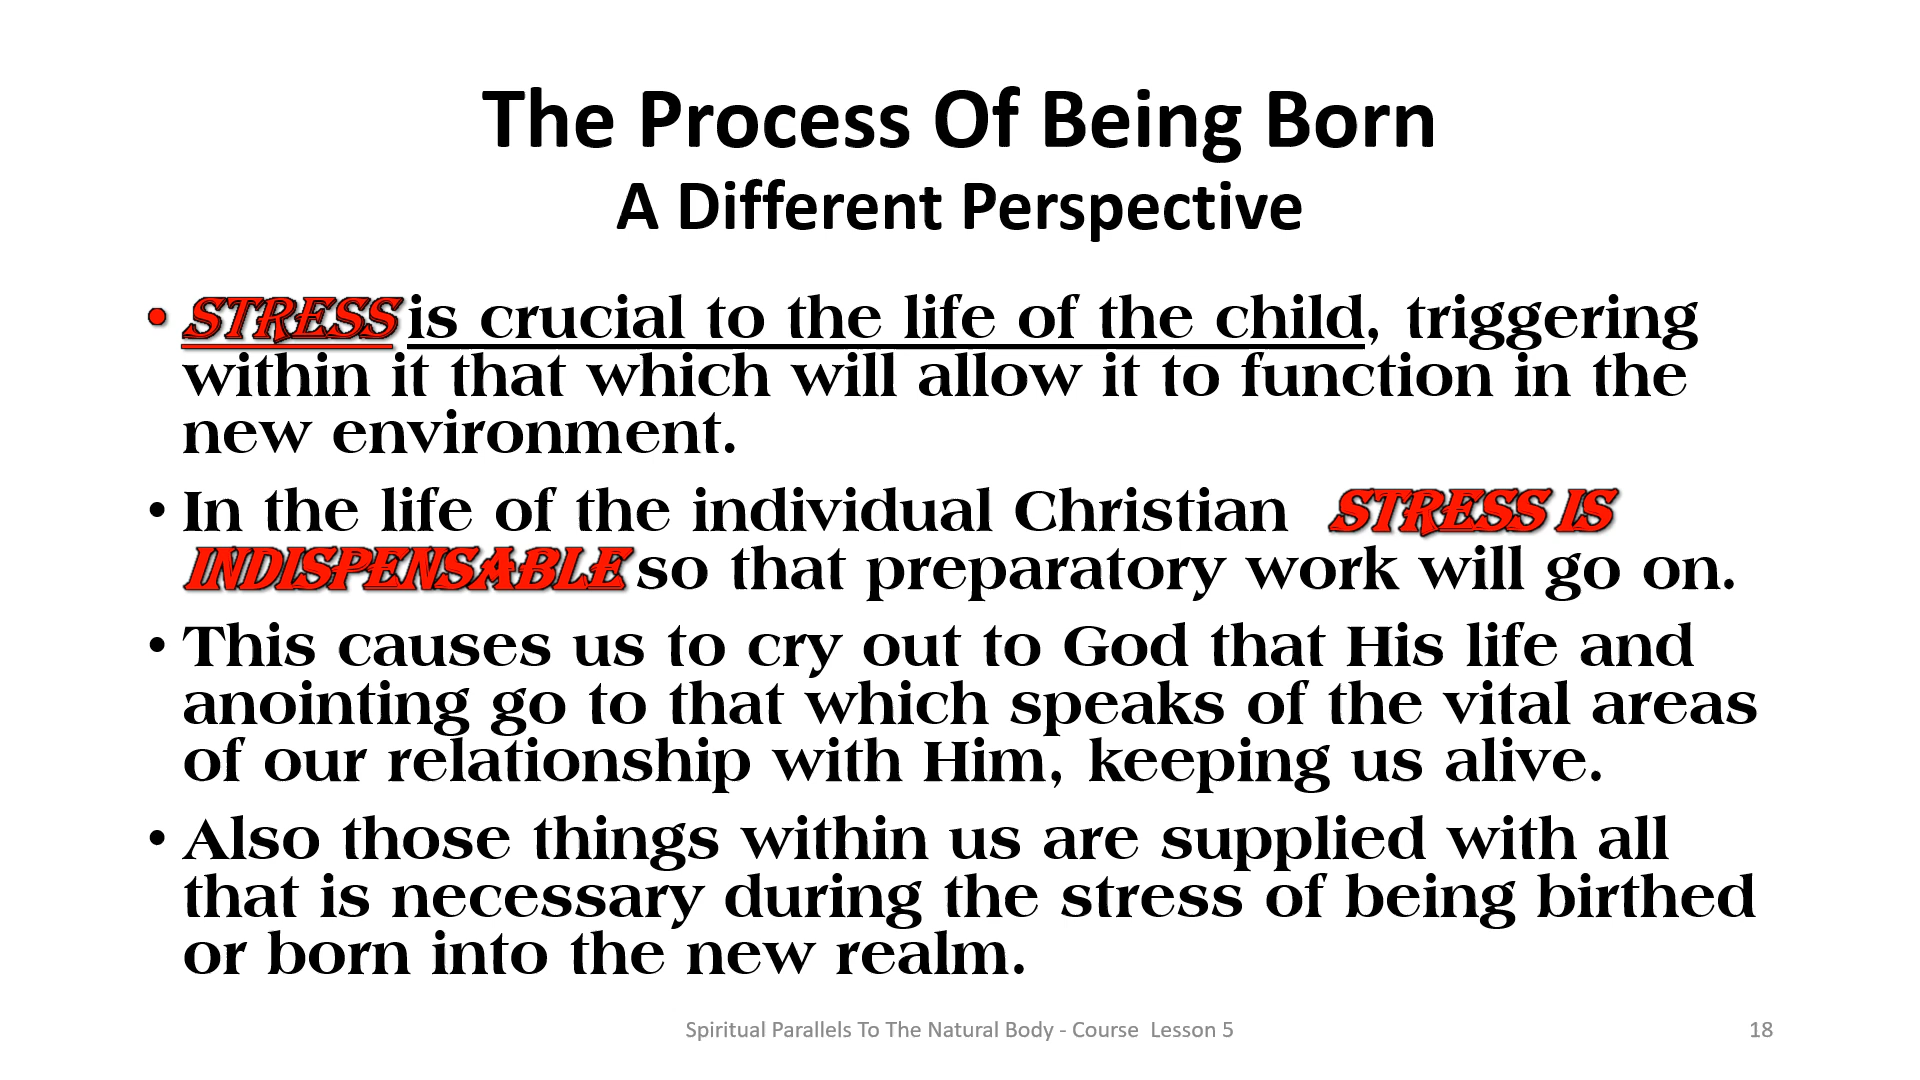 The Process Of Being Born
A Different Perspective
• STRESS is crucial to the life of the child, triggering
within it that which will allow it to function in the
new environment.
• In the life of the individual Christian  STRESS IS
INDISPENSABLE so that preparatory work will go on.
• This causes us to cry out to God that His life and
anointing go to that which speaks of the vital areas
of our relationship with Him, keeping us alive.
• Also those things within us are supplied with all
that is necessary during the stress of being birthed
or born into the new realm.
Spiritual Parallels To The Natural Body - Course  Lesson 5
18